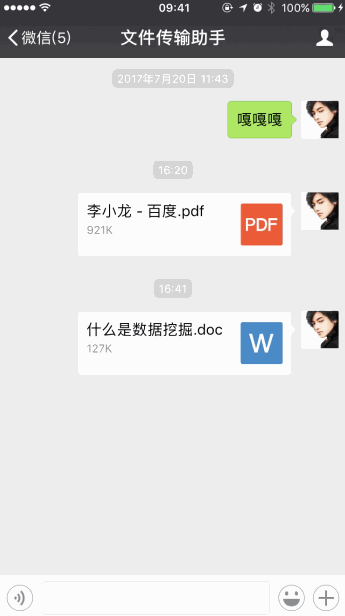 09:41
100%
微信(5)
文件传输助手
2017年7月20日 11:43
嘎嘎嘎
16:20
李小龙 - 百度.pdf
921K
PDF
16:41
什么是数据挖掘.doc
127K
W